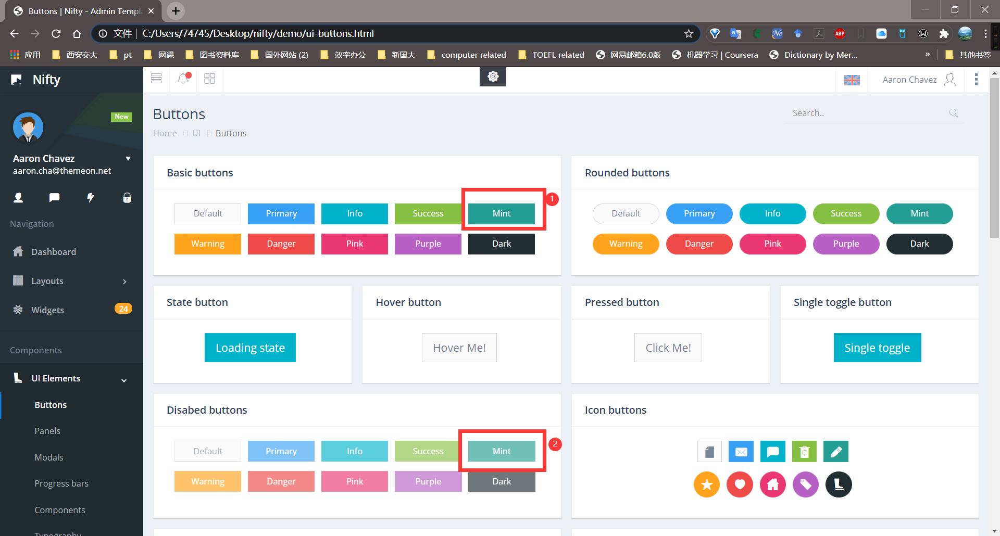 Buttons | Nifty - Admin Templa
文件 | C:/Users/74745/Desktop/nifty/demo/ui-buttons.html
应用 西安交大 pt 网课 图书资料库 国外网站 (2) 效率办公 新国大 computer related TOEFL related 网易邮箱6.0版 机器学习 | Coursera Dictionary by Mer... » 其他书签
Nifty
Aaron Chavez
New
Aaron Chavez
aaron.cha@themeon.net
Navigation
Dashboard
Layouts
Widgets 24
Components
UI Elements
Buttons
Panels
Modals
Progress bars
Components
Typography
Buttons
Search..
Home UI Buttons
Basic buttons
Default Primary Info Success Mint 1
Warning Danger Pink Purple Dark
Rounded buttons
Default Primary Info Success Mint
Warning Danger Pink Purple Dark
State button
Loading state
Hover button
Hover Me!
Pressed button
Click Me!
Single toggle button
Single toggle
Disabed buttons
Default Primary Info Success Mint 2
Warning Danger Pink Purple Dark
Icon buttons
ABP